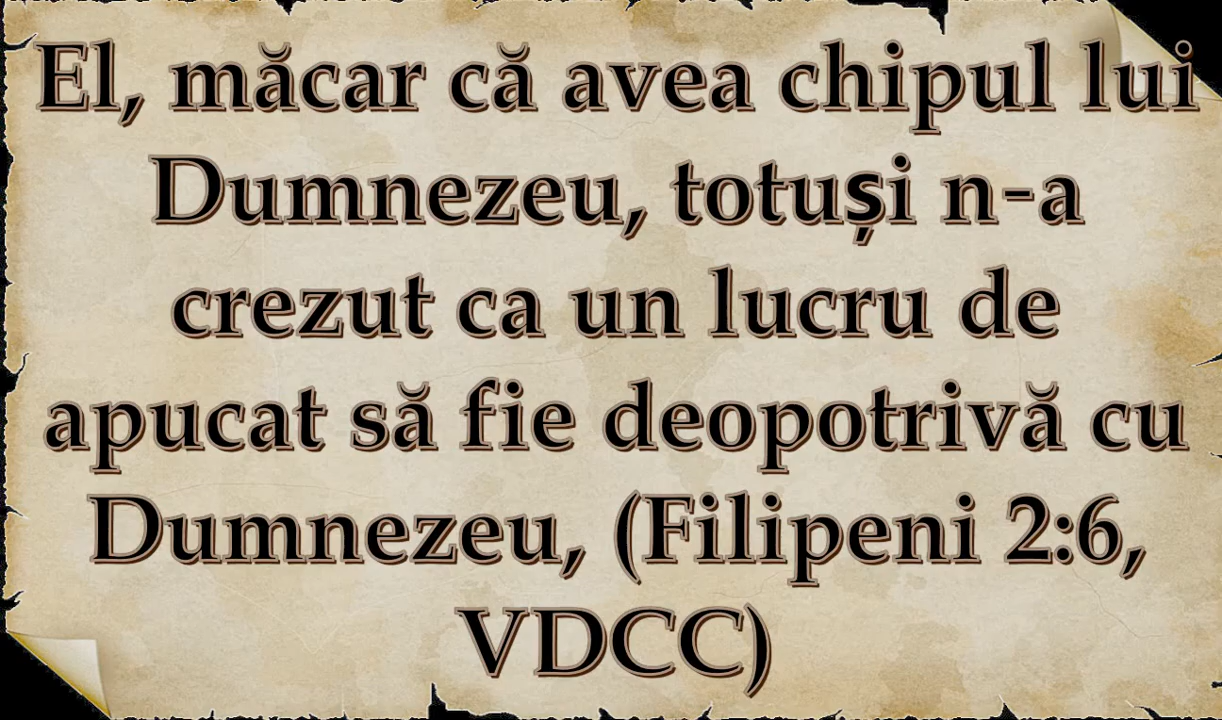 El, măcar că avea chipul lui
Dumnezeu, totuși n-a
crezut ca un lucru de
apucat să fie deopotrivă cu
Dumnezeu, (Filipeni 2:6,
VDCC)